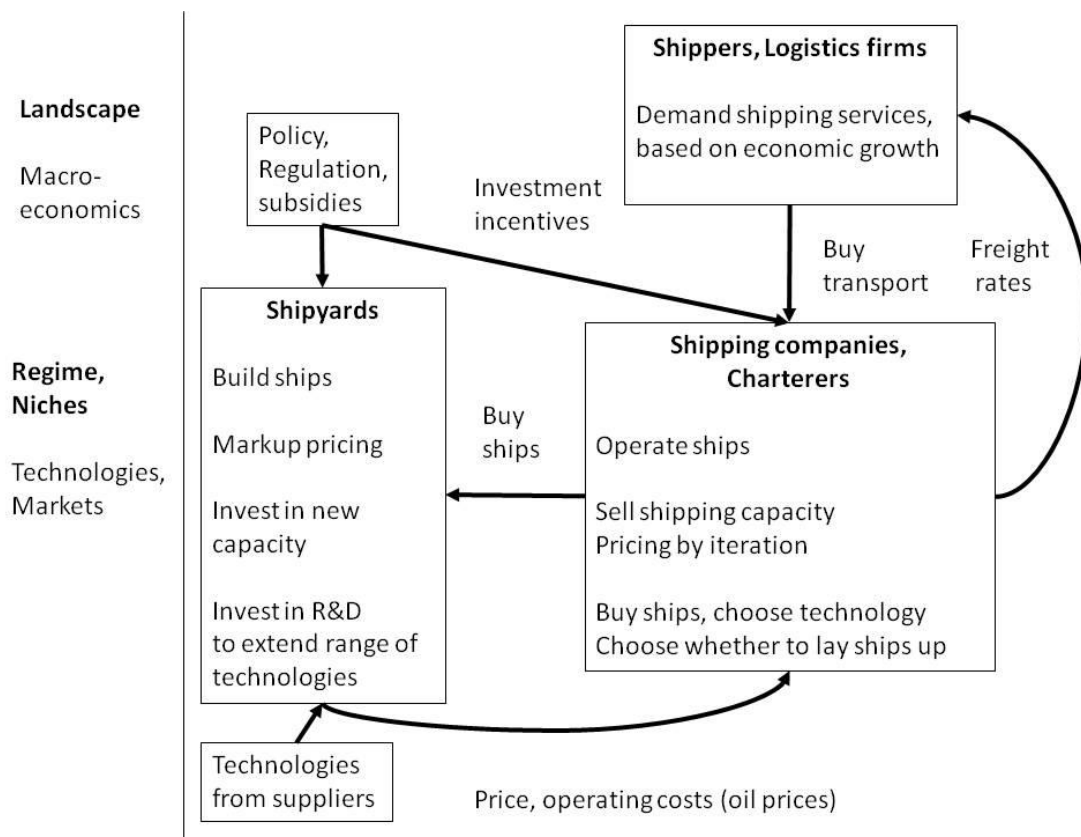 Landscape
Macro-
economics
Regime,
Niches
Technologies,
Markets
Policy,
Regulation,
subsidies
Investment
incentives
Shippers, Logistics firms
Demand shipping services,
based on economic growth
Buy
transport
Freight
rates
Shipyards
Build ships
Markup pricing
Invest in new
capacity
Invest in R&D
to extend range of
technologies
Buy
ships
Shipping companies,
Charterers
Operate ships
Sell shipping capacity
Pricing by iteration
Buy ships, choose technology
Choose whether to lay ships up
Technologies
from suppliers
Price, operating costs (oil prices)